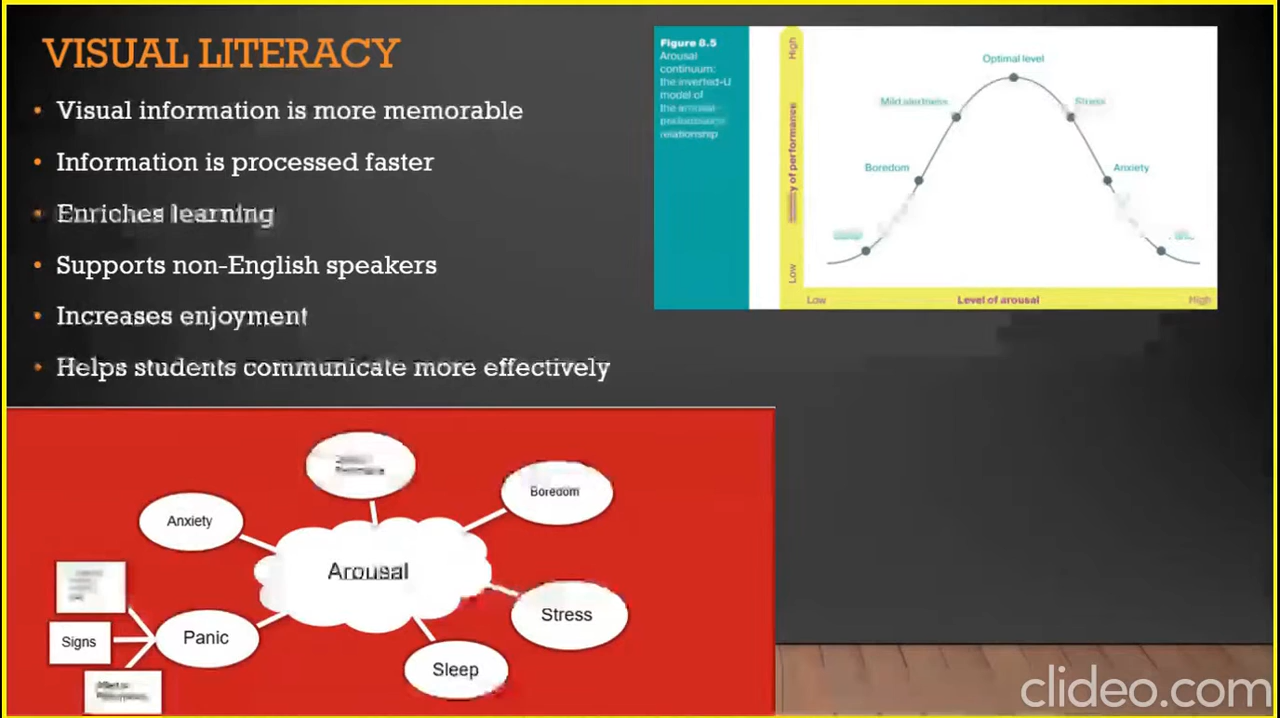 VISUAL LITERACY
• Visual information is more memorable
• Information is processed faster
• Enriches learning
• Supports non-English speakers
• Increases enjoyment
• Helps students communicate more effectively
Figure 8.5
Arousal
continuum:
the inverted-U
model of
the arousal–
performance
relationship
High
y of performance
Low
Optimal level
Mild alertness
Stress
Boredom
Anxiety
Low
Level of arousal
High
Boredom
Anxiety
Arousal
Stress
Signs
Panic
Sleep
clideo.com